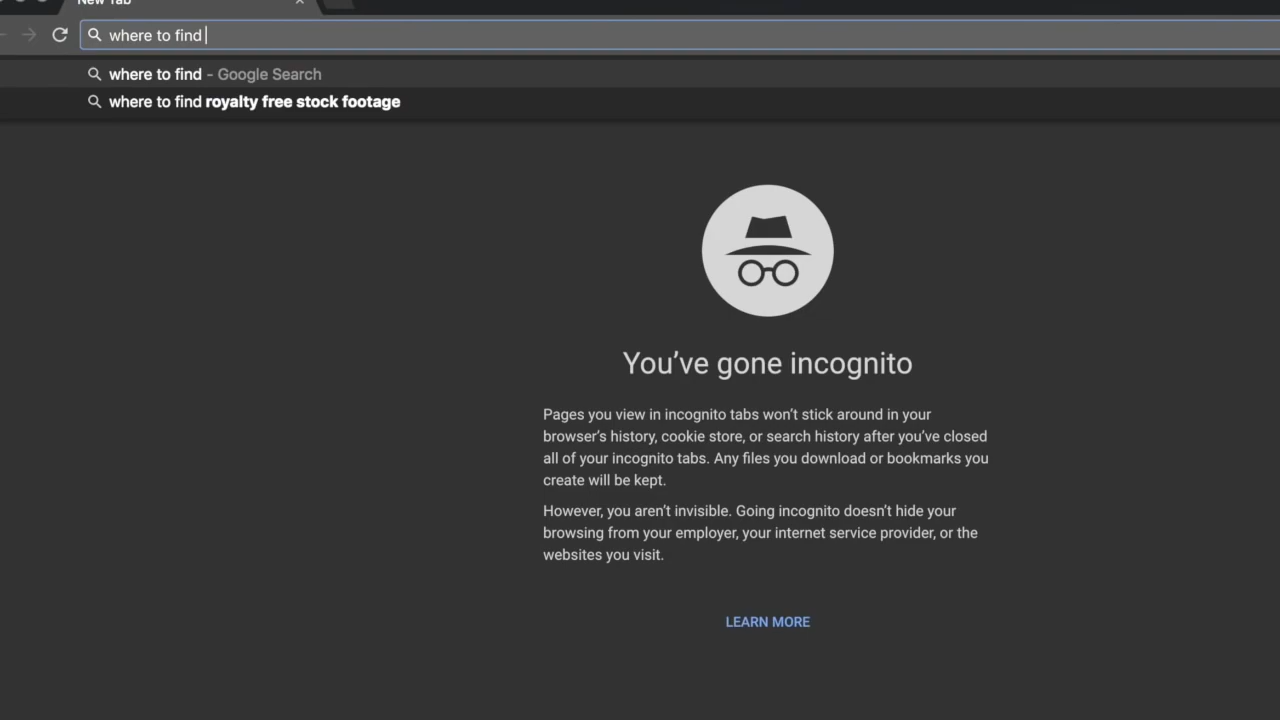 New Tab
where to find
where to find - Google Search
where to find royalty free stock footage
You've gone incognito
Pages you view in incognito tabs won't stick around in your
browser's history, cookie store, or search history after you've closed
all of your incognito tabs. Any files you download or bookmarks you
create will be kept.
However, you aren't invisible. Going incognito doesn't hide your
browsing from your employer, your internet service provider, or the
websites you visit.
LEARN MORE